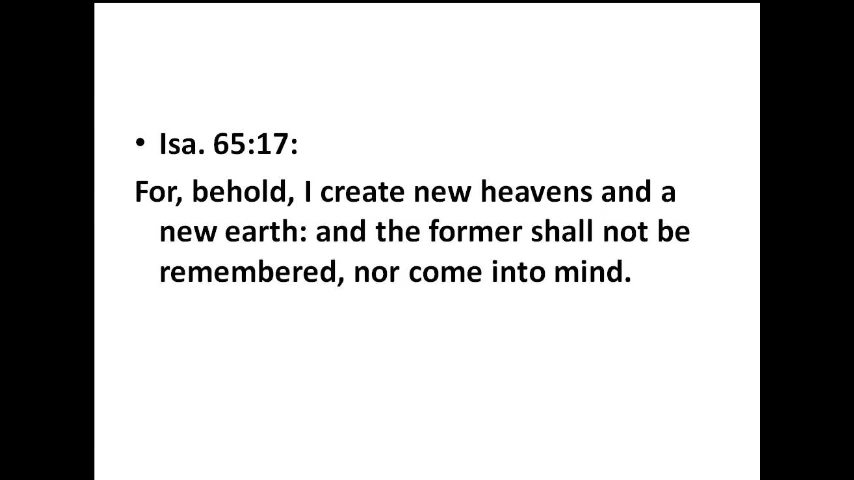 • Isa. 65:17:
For, behold, I create new heavens and a
new earth: and the former shall not be
remembered, nor come into mind.